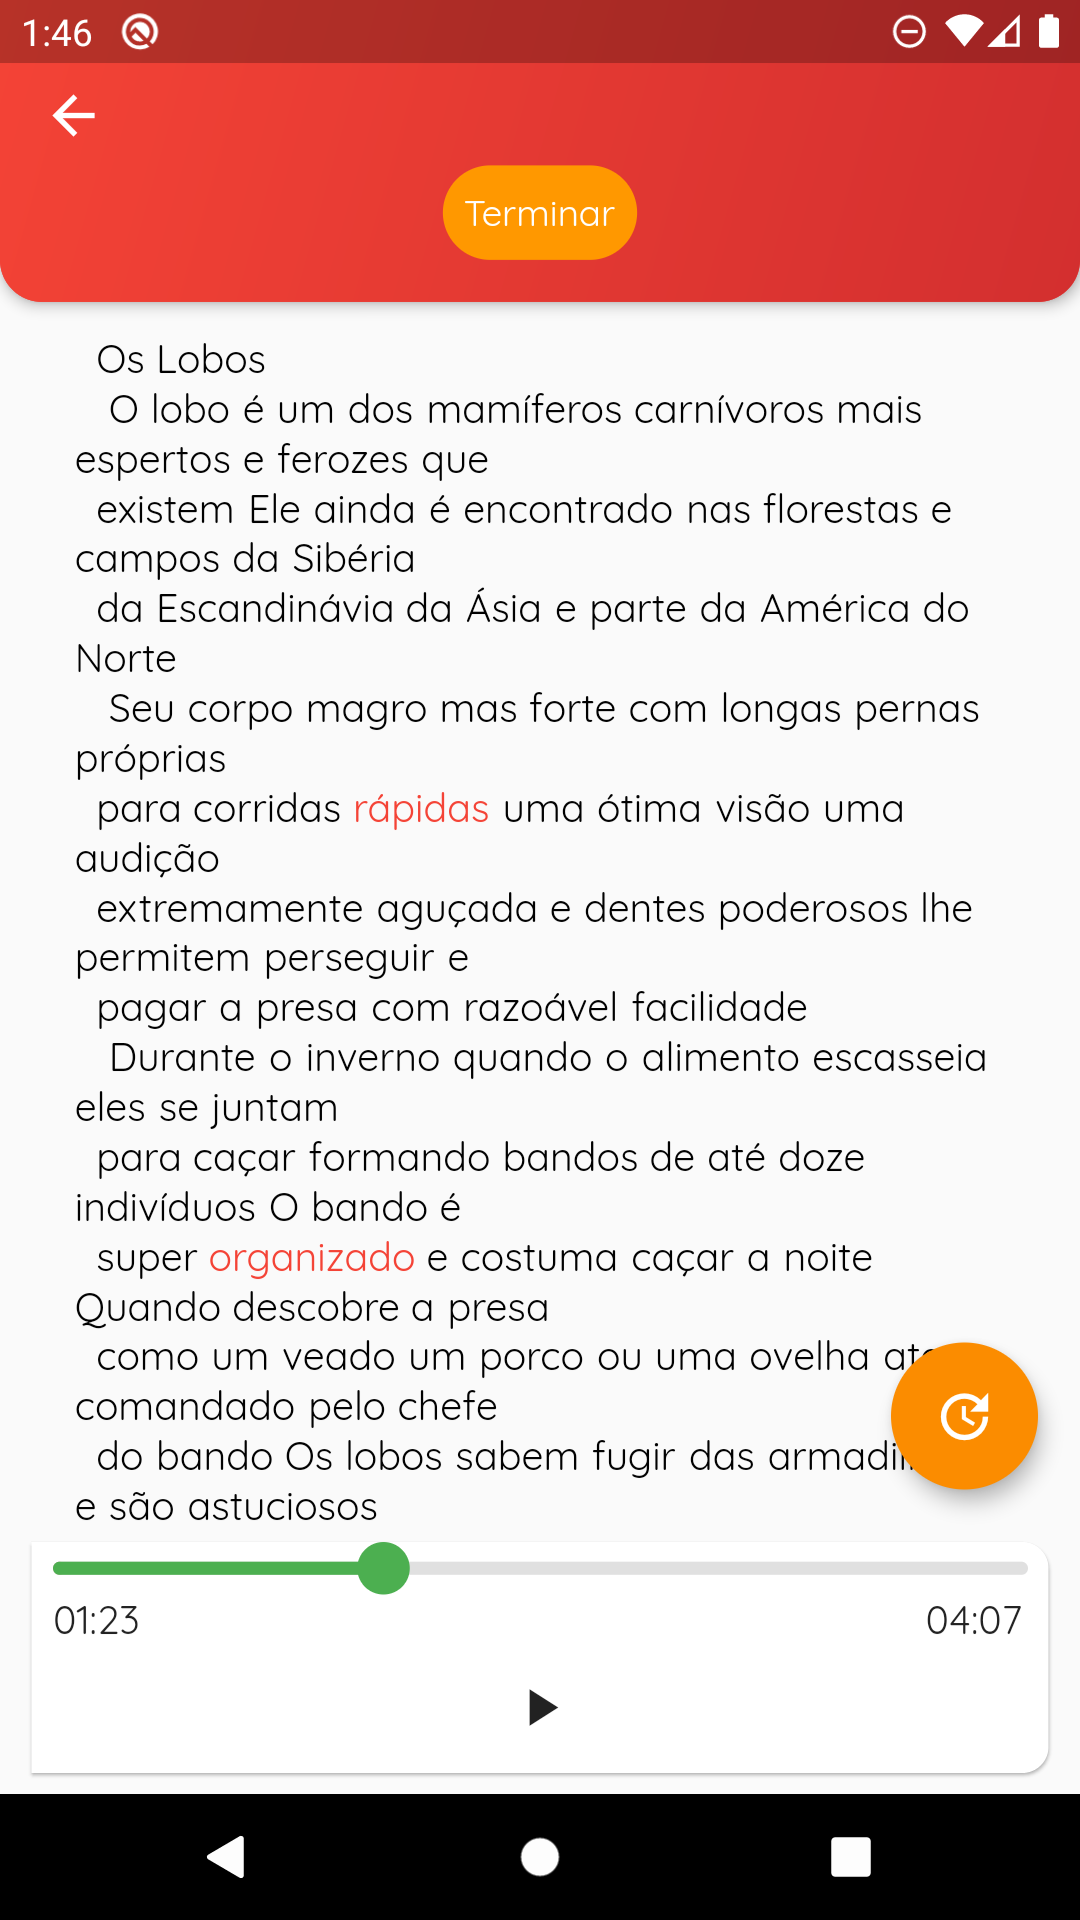 1:46
Terminar
Os Lobos
O lobo é um dos mamíferos carnívoros mais
espertos e ferozes que
existem Ele ainda é encontrado nas florestas e
campos da Sibéria
da Escandinávia da Ásia e parte da América do
Norte
Seu corpo magro mas forte com longas pernas
próprias
para corridas rápidas uma ótima visão uma
audição
extremamente aguçada e dentes poderosos lhe
permitem perseguir e
pagar a presa com razoável facilidade
Durante o inverno quando o alimento escasseia
eles se juntam
para caçar formando bandos de até doze
indivíduos O bando é
super organizado e costuma caçar a noite
Quando descobre a presa
como um veado um porco ou uma ovelha
comandado pelo chefe
do bando Os lobos sabem fugir das
e são astuciosos
01:23
04:07